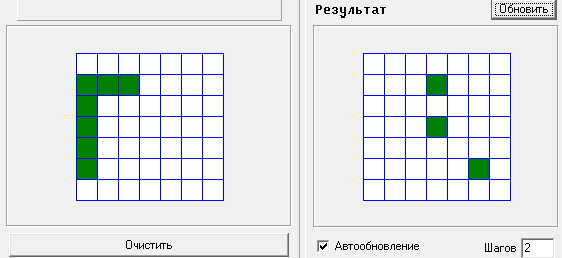 Результат
Обновить
Очистить
Автообновление
Шагов 2